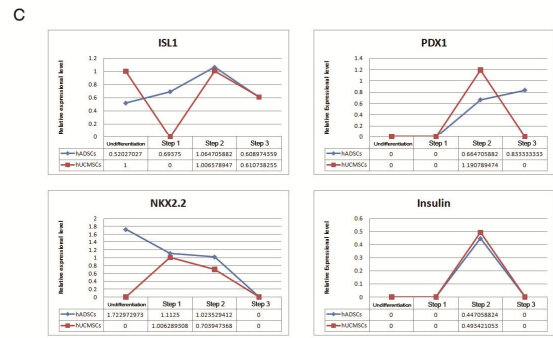 C
ISL1
Relative expressional level
1.2
1
0.8
0.6
0.4
0.2
0
Undifferentiation Step 1 Step 2 Step 3
hADSCs 0.52027027 0.69375 1.064705882 0.608974359
hUCMSCs 1 0 1.006578947 0.610738255
PDX1
Relative expressional level
1.4
1.2
1
0.8
0.6
0.4
0.2
0
Undifferentiation Step 1 Step 2 Step 3
hADSCs 0 0 0.664705882 0.833333333
hUCMSCs 0 0 1.190789474 0
NKX2.2
Relative expressional level
2
1.8
1.6
1.4
1.2
1
0.8
0.6
0.4
0.2
0
Undifferentiation Step 1 Step 2 Step 3
hADSCs 1.722972973 1.1125 1.023529412 0
hUCMSCs 0 1.006289308 0.703947368 0
Insulin
Relative expressional level
0.6
0.5
0.4
0.3
0.2
0.1
0
Undifferentiation Step 1 Step 2 Step 3
hADSCs 0 0 0.447058824 0
hUCMSCs 0 0 0.493421053 0